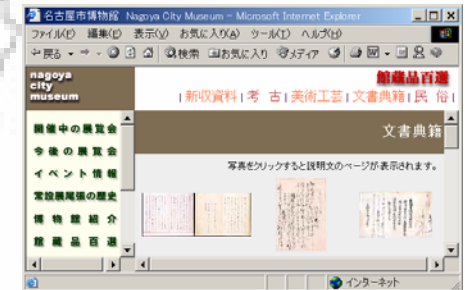 名古屋市博物館 Nagoya City Museum - Microsoft Internet Explorer
ファイル(F) 編集(E) 表示(V) お気に入り(A) ツール(T) ヘルプ(H)
戻る 検索 お気に入り メディア
nagoya
city
museum
館蔵品百選
|新収資料|考 古|美術工芸|文書典籍|民 俗|
開催中の展覧会
今後の展覧会
イベント情報
常設展尾張の歴史
博物館紹介
館蔵品百選
文書典籍
写真をクリックすると説明文のページが表示されます。
インターネット